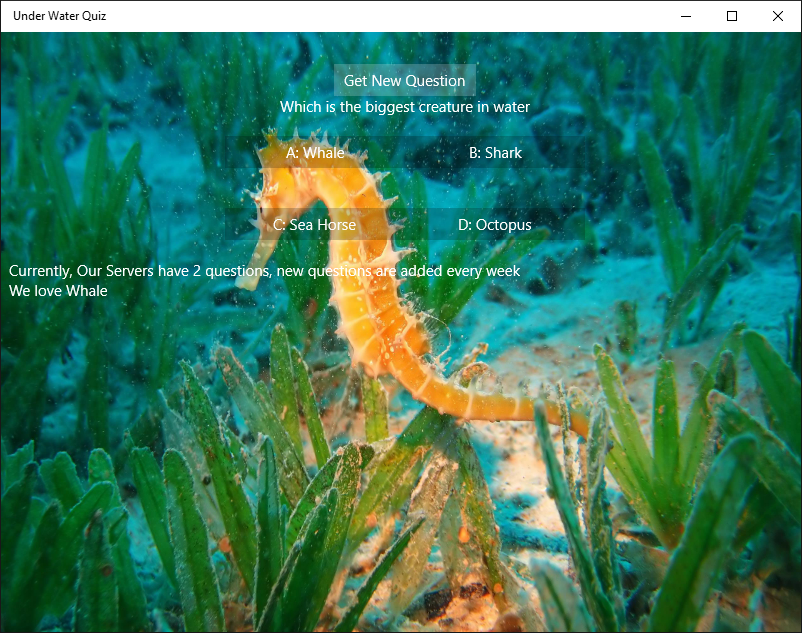 Under Water Quiz
Get New Question
Which is the biggest creature in water
A: Whale
B: Shark
C: Sea Horse
D: Octopus
Currently, Our Servers have 2 questions, new questions are added every week
We love Whale